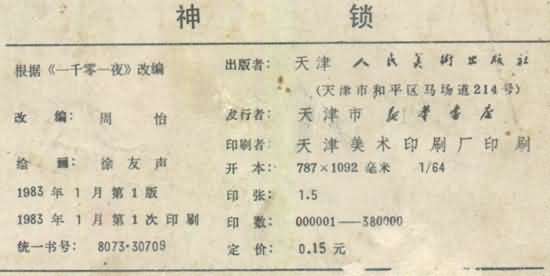 神锁
根据《一千零一夜》改编
改编：周怡
绘画：徐友声
1983年1月第1版
1983年1月第1次印刷
统一书号：8073·30709
出版者：天津人民美術出版社
(天津市和平区马场道214号)
发行者：天津市新华书店
印刷者：天津美术印刷厂印刷
开本：787×1092毫米 1/64
印张：1.5
印数：000001——380000
定价：0.15元